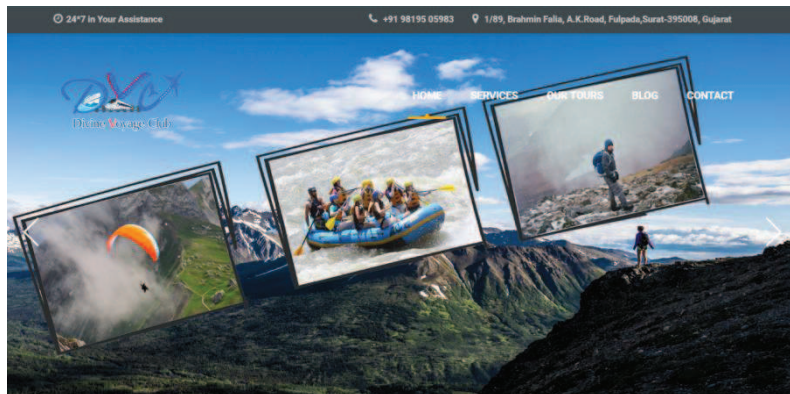 24*7 in Your Assistance
+91 98195 05983
1/89, Brahmin Falia, A.K.Road, Fulpada,Surat-395008, Gujarat
HOME SERVICES OUR TOURS BLOG CONTACT
DVC
Divine Voyage Club